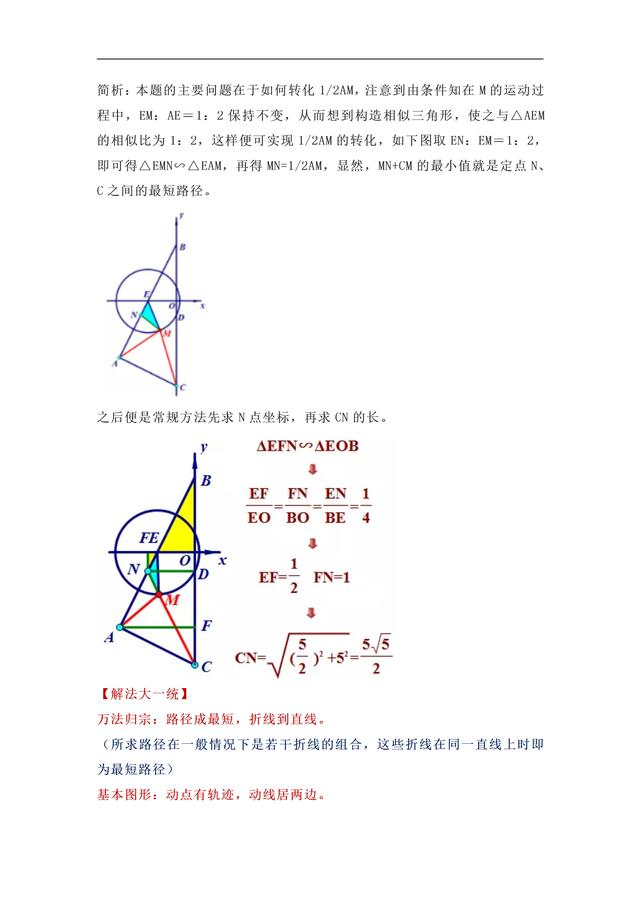 简析：本题的主要问题在于如何转化 1/2AM，注意到由条件知在 M 的运动过
程中，EM：AE＝1：2 保持不变，从而想到构造相似三角形，使之与△AEM
的相似比为 1：2，这样便可实现 1/2AM 的转化，如下图取 EN：EM＝1：2，
即可得△EMN∽△EAM，再得 MN=1/2AM，显然，MN+CM 的最小值就是定点 N、
C 之间的最短路径。
y
B
E
O
x
N
D
M
A
C
之后便是常规方法先求 N 点坐标，再求 CN 的长。
y
B
FE
O
x
N
D
M
A
F
C
ΔEFN∽ΔEOB
EF/EO=FN/BO=EN/BE=1/4
EF=1/2 FN=1
CN=√((5/2)²+5²)=5√5/2
【解法大一统】
万法归宗：路径成最短，折线到直线。
（所求路径在一般情况下是若干折线的组合，这些折线在同一直线上时即
为最短路径）
基本图形：动点有轨迹，动线居两边。